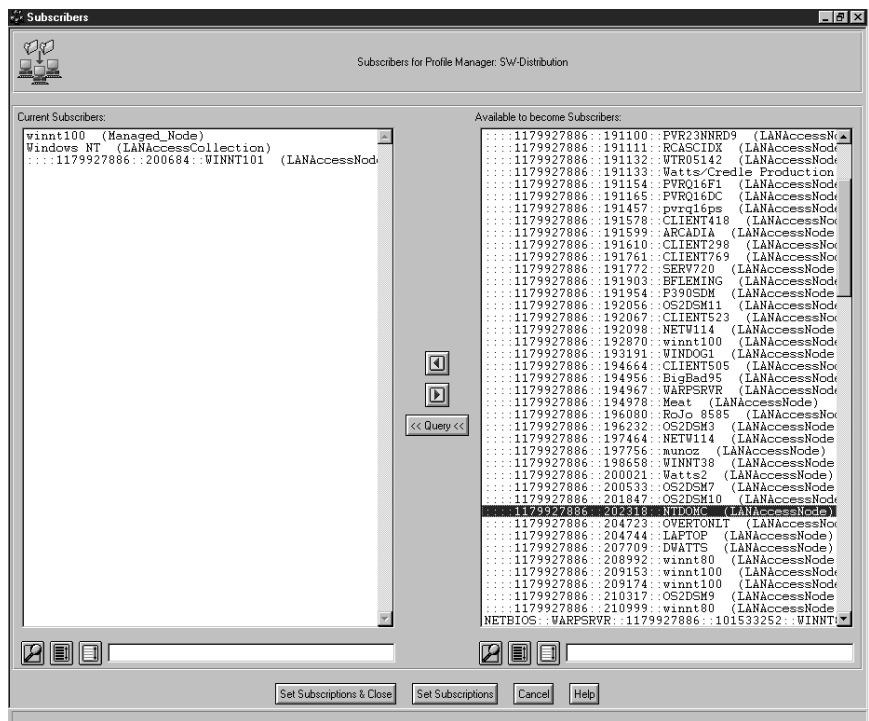 Subscribers
Subscribers for Profile Manager: SW-Distribution
Current Subscribers:
winnt100 (Managed_Node)
Windows NT (LANAccessCollection)
::::1179927886::200684::WINNT101 (LANAccessNod
Available to become Subscribers:
::::1179927886::191100::PVR23NNRD9 (LANAccessN
::::1179927886::191111::RCASCIDX (LANAccessNode
::::1179927886::191132::WTR05142 (LANAccessNode
::::1179927886::191133::Watts/Credle Production
::::1179927886::191154::PVRQ16F1 (LANAccessNode
::::1179927886::191165::PVRQ16DC (LANAccessNode
::::1179927886::191457::pvrq16ps (LANAccessNode
::::1179927886::191578::CLIENT418 (LANAccessNod
::::1179927886::191599::ARCADIA (LANAccessNode
::::1179927886::191610::CLIENT298 (LANAccessNod
::::1179927886::191761::CLIENT769 (LANAccessNod
::::1179927886::191772::SERV720 (LANAccessNode
::::1179927886::191903::BFLEMING (LANAccessNode
::::1179927886::191954::P390SDM (LANAccessNode
::::1179927886::192056::OS2DSM11 (LANAccessNode
::::1179927886::192067::CLIENT523 (LANAccessNod
::::1179927886::192098::NETW114 (LANAccessNode
::::1179927886::192870::winnt100 (LANAccessNode
::::1179927886::193191::WINDOG1 (LANAccessNode
::::1179927886::194664::CLIENT505 (LANAccessNod
::::1179927886::194956::BigBad95 (LANAccessNode
::::1179927886::194967::WARPSRVR (LANAccessNode
::::1179927886::194978::Meat (LANAccessNode)
::::1179927886::196080::RoJo 8585 (LANAccessNod
::::1179927886::196232::OS2DSM3 (LANAccessNode
::::1179927886::197464::NETW114 (LANAccessNode
::::1179927886::197756::munoz (LANAccessNode)
::::1179927886::198658::WINNT38 (LANAccessNode
::::1179927886::200021::Watts2 (LANAccessNode)
::::1179927886::200533::OS2DSM7 (LANAccessNode
::::1179927886::201847::OS2DSM10 (LANAccessNode
::::1179927886::202318::NTDOMC (LANAccessNode)
::::1179927886::204723::OVERTONLT (LANAccessNod
::::1179927886::204744::LAPTOP (LANAccessNode)
::::1179927886::207709::DWATTS (LANAccessNode)
::::1179927886::208992::winnt80 (LANAccessNode
::::1179927886::209153::winnt100 (LANAccessNode
::::1179927886::209174::winnt100 (LANAccessNode
::::1179927886::210317::OS2DSM9 (LANAccessNode
::::1179927886::210999::winnt80 (LANAccessNode
NETBIOS::WARPSRVR::1179927886::101533252::WINNT
<< Query <<
Set Subscriptions & Close
Set Subscriptions
Cancel
Help